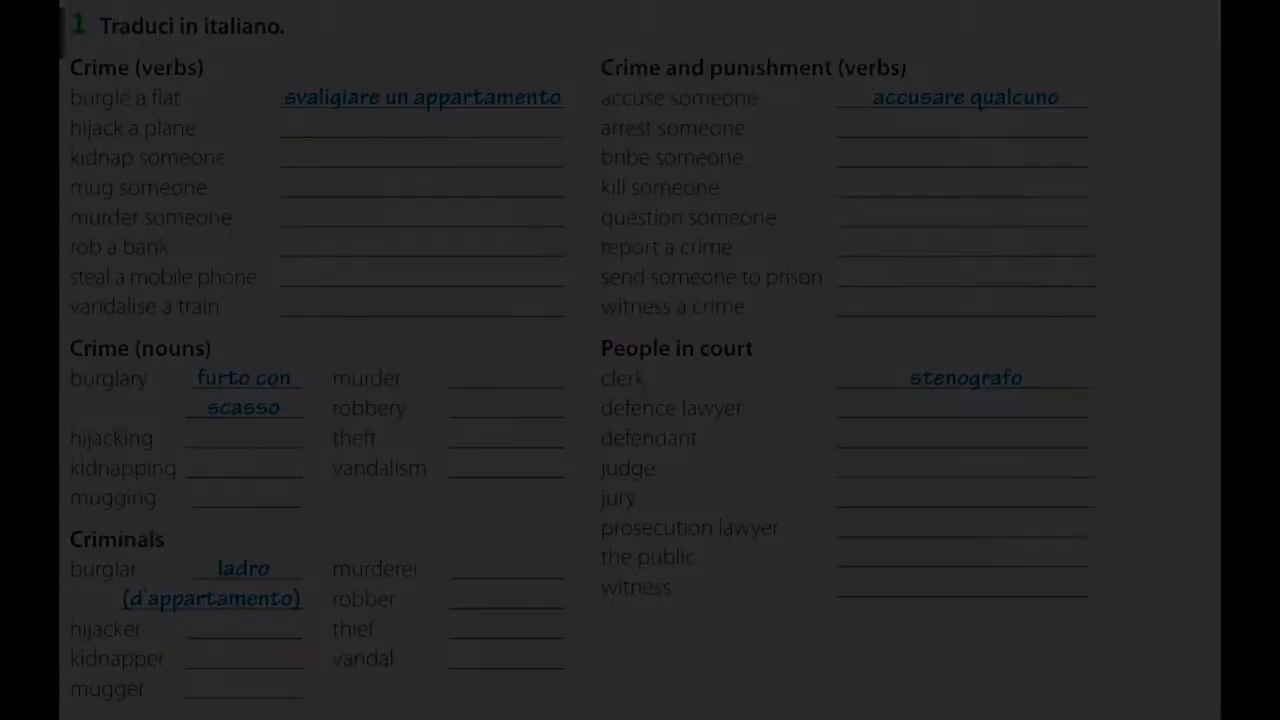 1 Traduci in italiano.
Crime (verbs)
burgle a flat svaligiare un appartamento
hijack a plane
kidnap someone
mug someone
murder someone
rob a bank
steal a mobile phone
vandalise a train
Crime (nouns)
burglary furto con scasso
hijacking
kidnapping
mugging
murder
robbery
theft
vandalism
Criminals
burglar ladro
(d'appartamento)
hijacker
kidnapper
mugger
murderer
robber
thief
vandal
Crime and punishment (verbs)
accuse someone accusare qualcuno
arrest someone
bribe someone
kill someone
question someone
report a crime
send someone to prison
witness a crime
People in court
clerk stenografo
defence lawyer
defendant
judge
jury
prosecution lawyer
the public
witness